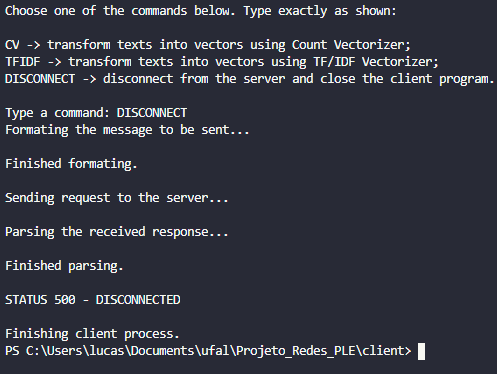 Choose one of the commands below. Type exactly as shown:
CV -> transform texts into vectors using Count Vectorizer;
TFIDF -> transform texts into vectors using TF/IDF Vectorizer;
DISCONNECT -> disconnect from the server and close the client program.
Type a command: DISCONNECT
Formating the message to be sent...
Finished formating.
Sending request to the server...
Parsing the received response...
Finished parsing.
STATUS 500 - DISCONNECTED
Finishing client process.
PS C:\Users\lucas\Documents\ufal\Projeto_Redes_PLE\client>